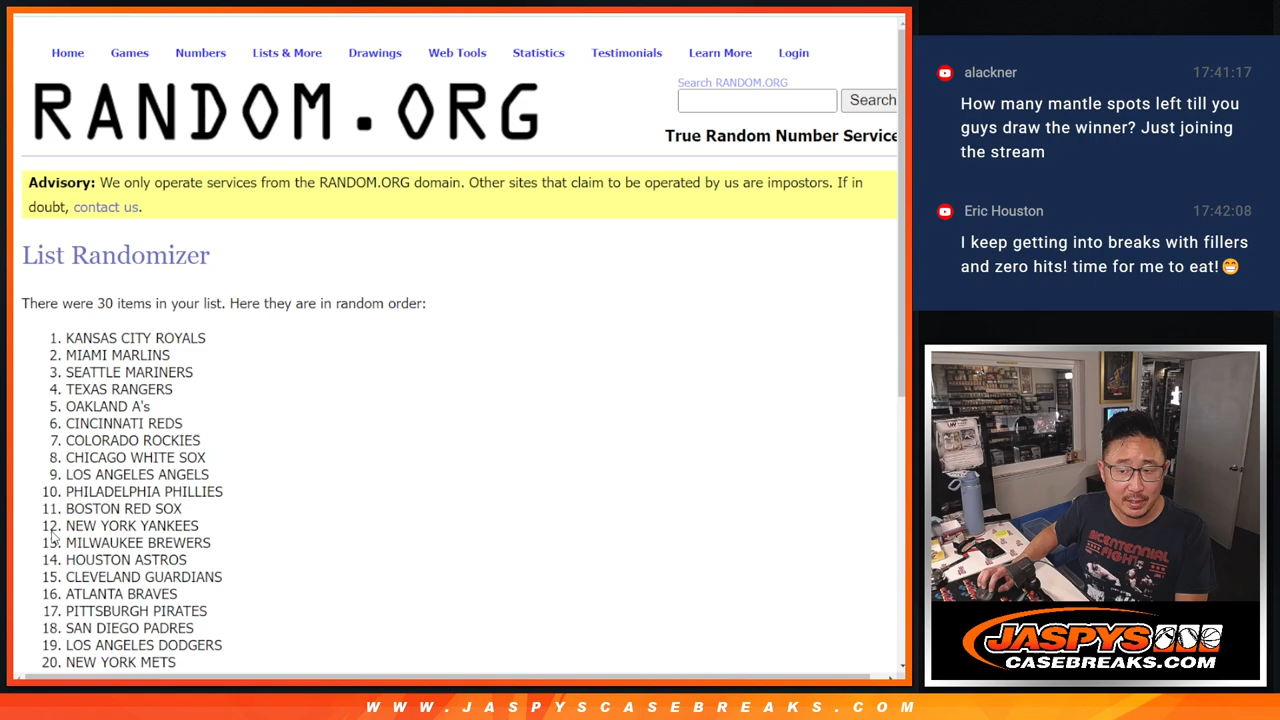 Home Games Numbers Lists & More Drawings Web Tools Statistics Testimonials Learn More Login
RANDOM.ORG
Search RANDOM.ORG
Search
True Random Number Service
Advisory: We only operate services from the RANDOM.ORG domain. Other sites that claim to be operated by us are impostors. If in
doubt, contact us.
List Randomizer
There were 30 items in your list. Here they are in random order:
1. KANSAS CITY ROYALS
2. MIAMI MARLINS
3. SEATTLE MARINERS
4. TEXAS RANGERS
5. OAKLAND A's
6. CINCINNATI REDS
7. COLORADO ROCKIES
8. CHICAGO WHITE SOX
9. LOS ANGELES ANGELS
10. PHILADELPHIA PHILLIES
11. BOSTON RED SOX
12. NEW YORK YANKEES
13. MILWAUKEE BREWERS
14. HOUSTON ASTROS
15. CLEVELAND GUARDIANS
16. ATLANTA BRAVES
17. PITTSBURGH PIRATES
18. SAN DIEGO PADRES
19. LOS ANGELES DODGERS
20. NEW YORK METS
alackner 17:41:17
How many mantle spots left till you
guys draw the winner? Just joining
the stream
Eric Houston 17:42:08
I keep getting into breaks with fillers
and zero hits! time for me to eat!😁
BICENTENNIAL
FIGHT
JASPYS
CASEBREAKS.COM
WWW.JASPYSCASEBREAKS.COM